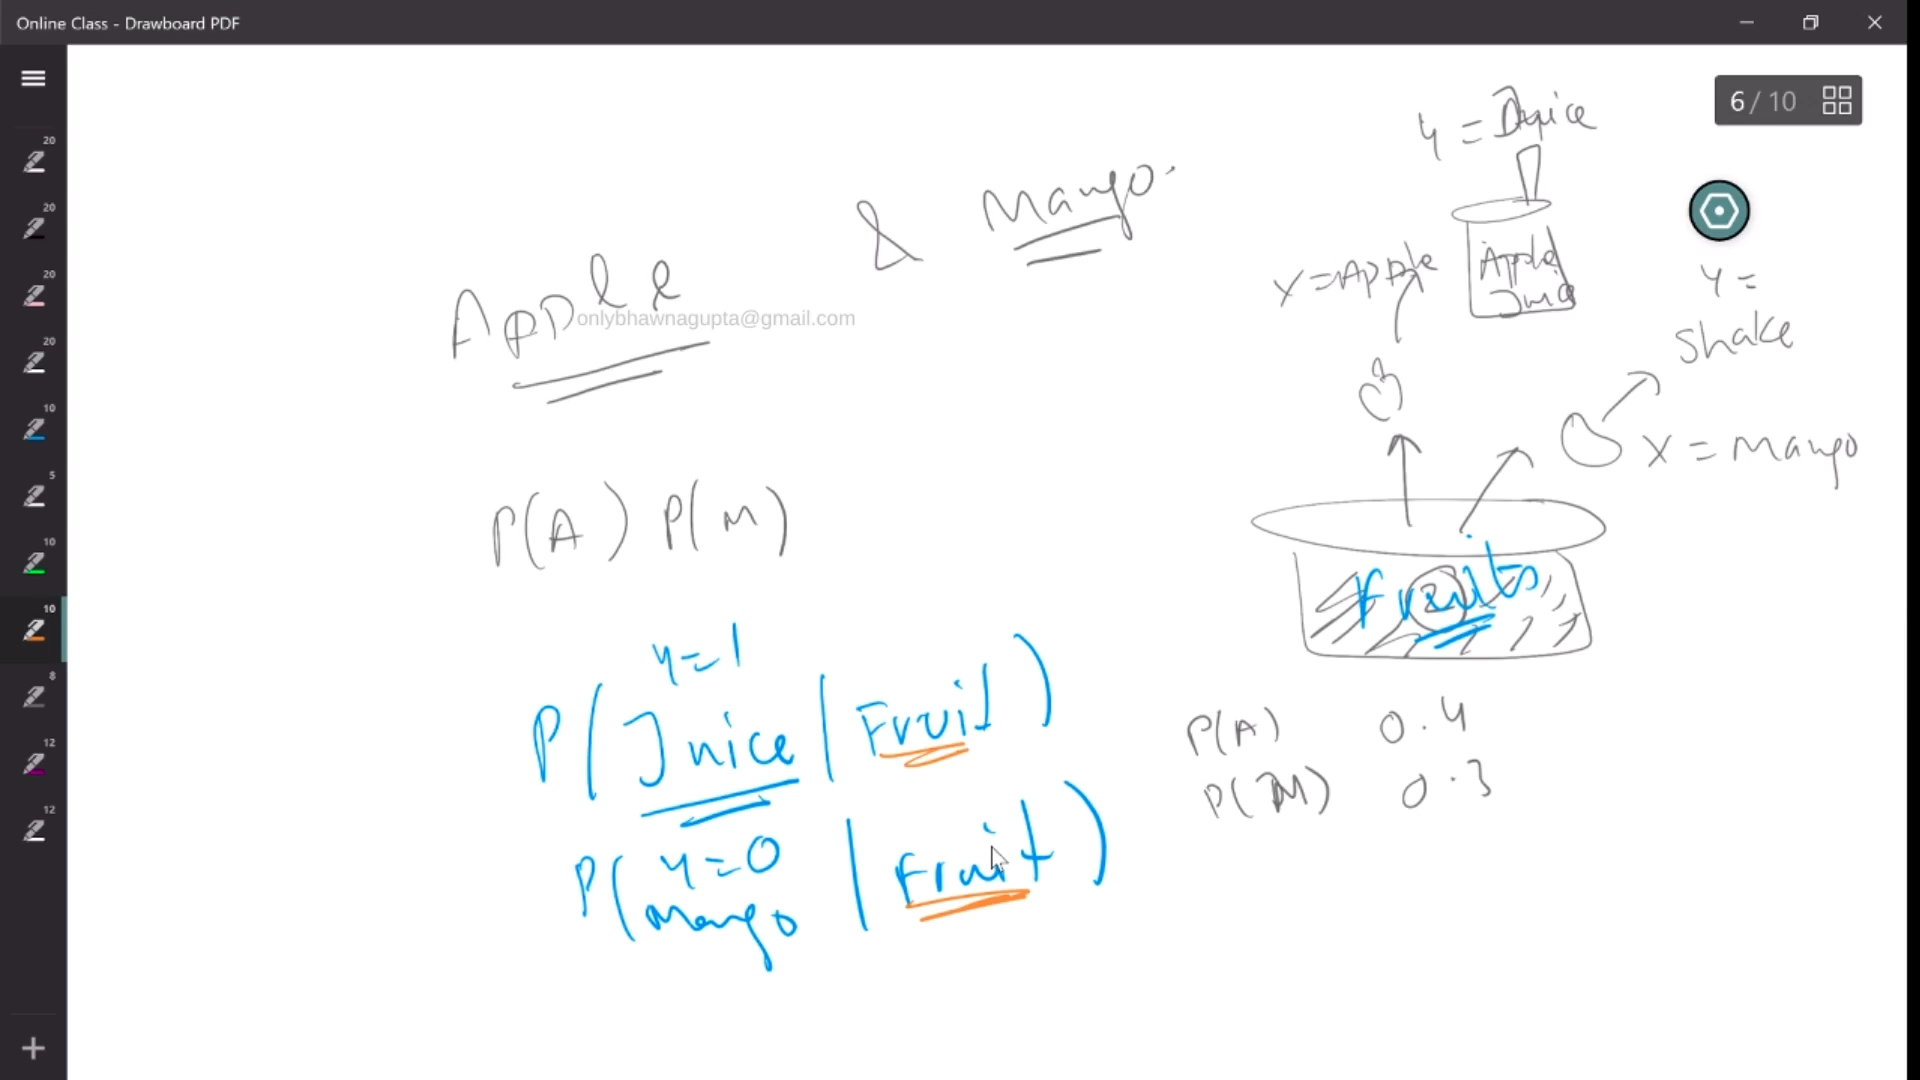 Online Class - Drawboard PDF
6 / 10
20
20
20
20
10
5
10
10
8
12
12
y = Juice
Apple & Mango
x = Apple
Apple
Juice
onlybhawnagupta@gmail.com
y =
Shake
x = Mango
P(A) P(M)
Fruits
y=1
P(Juice | Fruit)
P(A) 0.4
P(M) 0.3
y=0
P(Mango | Fruit)